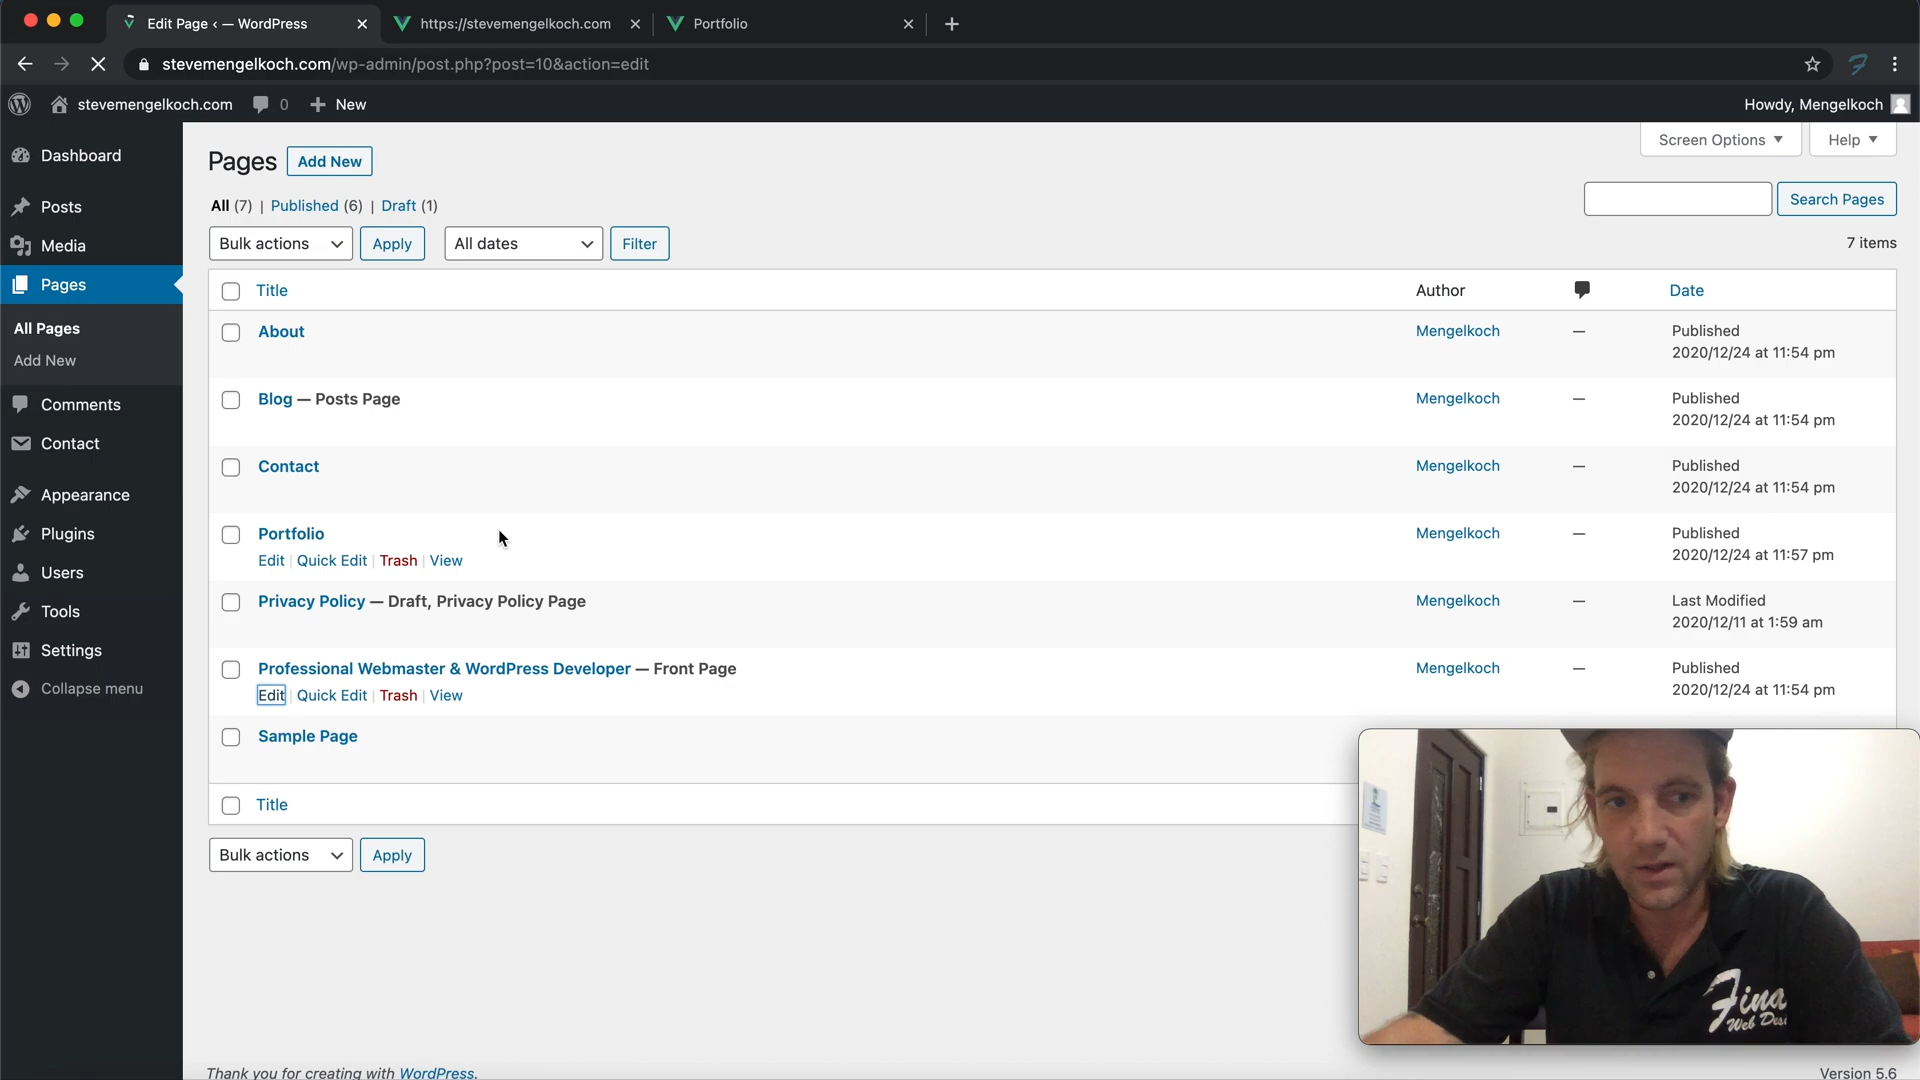 Edit Page ‹ — WordPress
https://stevemengelkoch.com
Portfolio
stevemengelkoch.com/wp-admin/post.php?post=10&action=edit
stevemengelkoch.com 0 New
Howdy, Mengelkoch
Dashboard
Posts
Media
Pages
All Pages
Add New
Comments
Contact
Appearance
Plugins
Users
Tools
Settings
Collapse menu
Screen Options
Help
Pages Add New
All (7) | Published (6) | Draft (1)
Search Pages
Bulk actions Apply All dates Filter
7 items
Title Author Date
About Mengelkoch — Published
2020/12/24 at 11:54 pm
Blog — Posts Page Mengelkoch — Published
2020/12/24 at 11:54 pm
Contact Mengelkoch — Published
2020/12/24 at 11:54 pm
Portfolio Mengelkoch — Published
Edit | Quick Edit | Trash | View 2020/12/24 at 11:57 pm
Privacy Policy — Draft, Privacy Policy Page Mengelkoch — Last Modified
2020/12/11 at 1:59 am
Professional Webmaster & WordPress Developer — Front Page Mengelkoch — Published
Edit | Quick Edit | Trash | View 2020/12/24 at 11:54 pm
Sample Page
Title
Bulk actions Apply
Fina
Web Des
Thank you for creating with WordPress.
Version 5.6